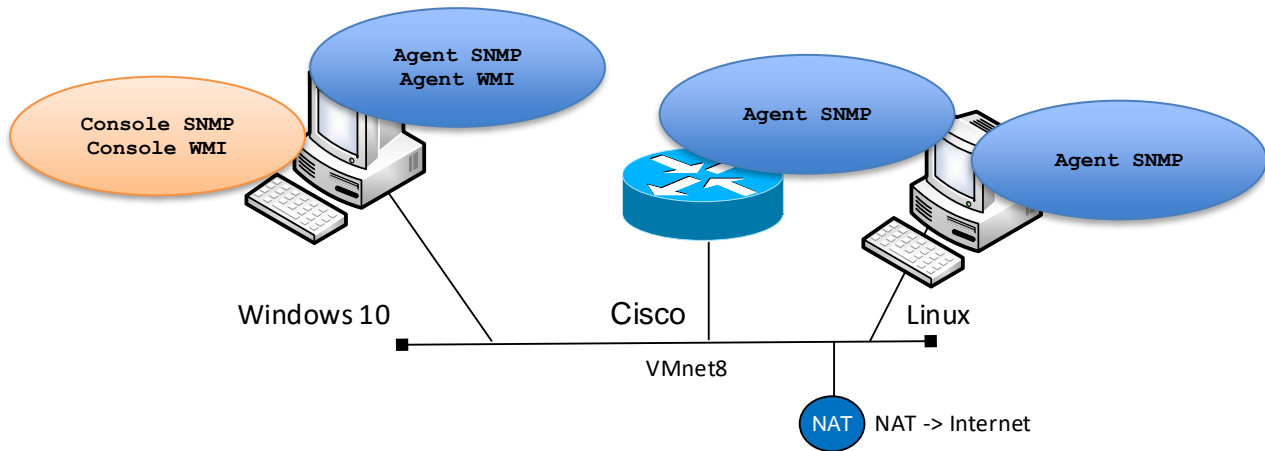 Agent SNMP
Agent WMI
Console SNMP
Console WMI
Agent SNMP
Agent SNMP
Windows 10
Cisco
Linux
VMnet8
NAT
NAT -> Internet